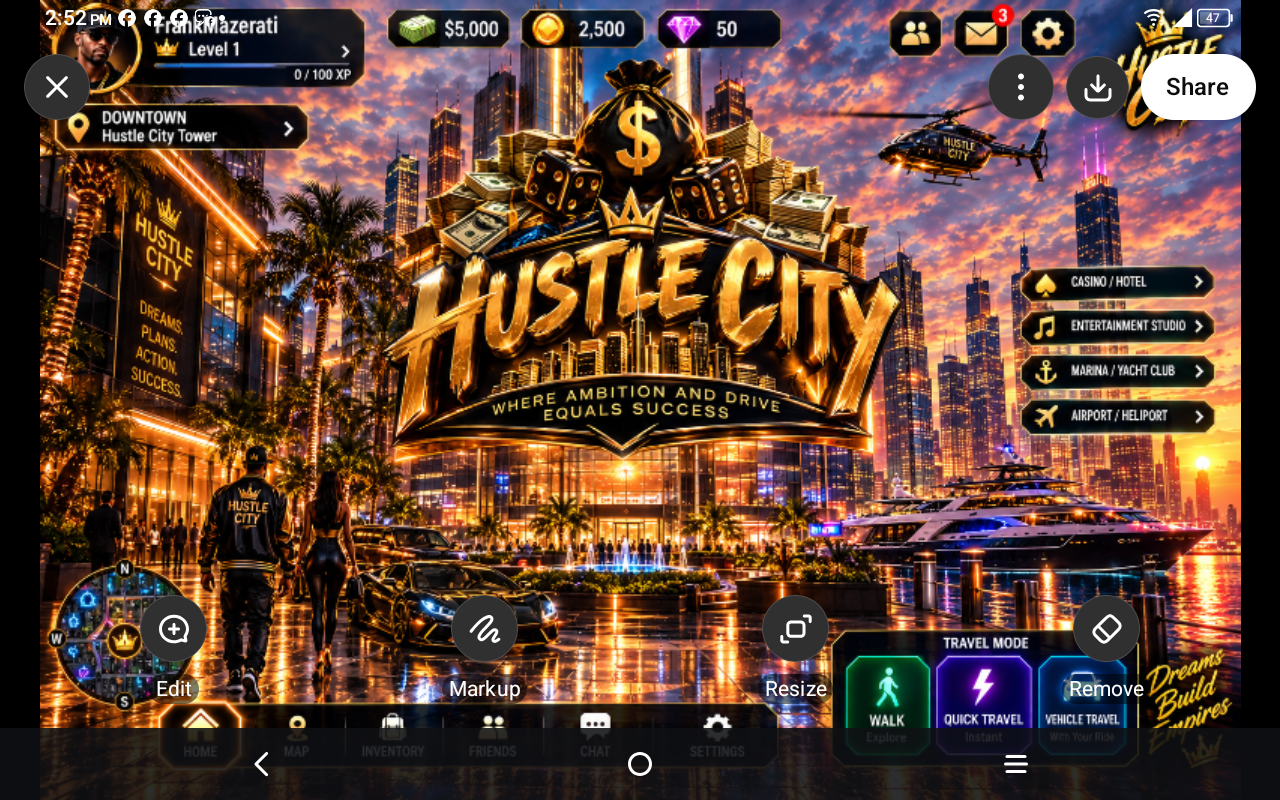 2:52 PM
47
FrankMazerati
Level 1
0 / 100 XP
$5,000
2,500
50
3
HUSTLE
CITY
Share
DOWNTOWN
Hustle City Tower
HUSTLE
CITY
HUSTLE
CITY
DREAMS.
PLANS.
ACTION.
SUCCESS.
$
HUSTLE CITY
WHERE AMBITION AND DRIVE
EQUALS SUCCESS
CASINO / HOTEL
ENTERTAINMENT STUDIO
MARINA / YACHT CLUB
AIRPORT / HELIPORT
HUSTLE
CITY
N
W
S
Edit
Markup
Resize
Remove
TRAVEL MODE
WALK
Explore
QUICK TRAVEL
Instant
VEHICLE TRAVEL
With Your Ride
Dreams
Build
Empires
HOME
MAP
INVENTORY
FRIENDS
CHAT
SETTINGS